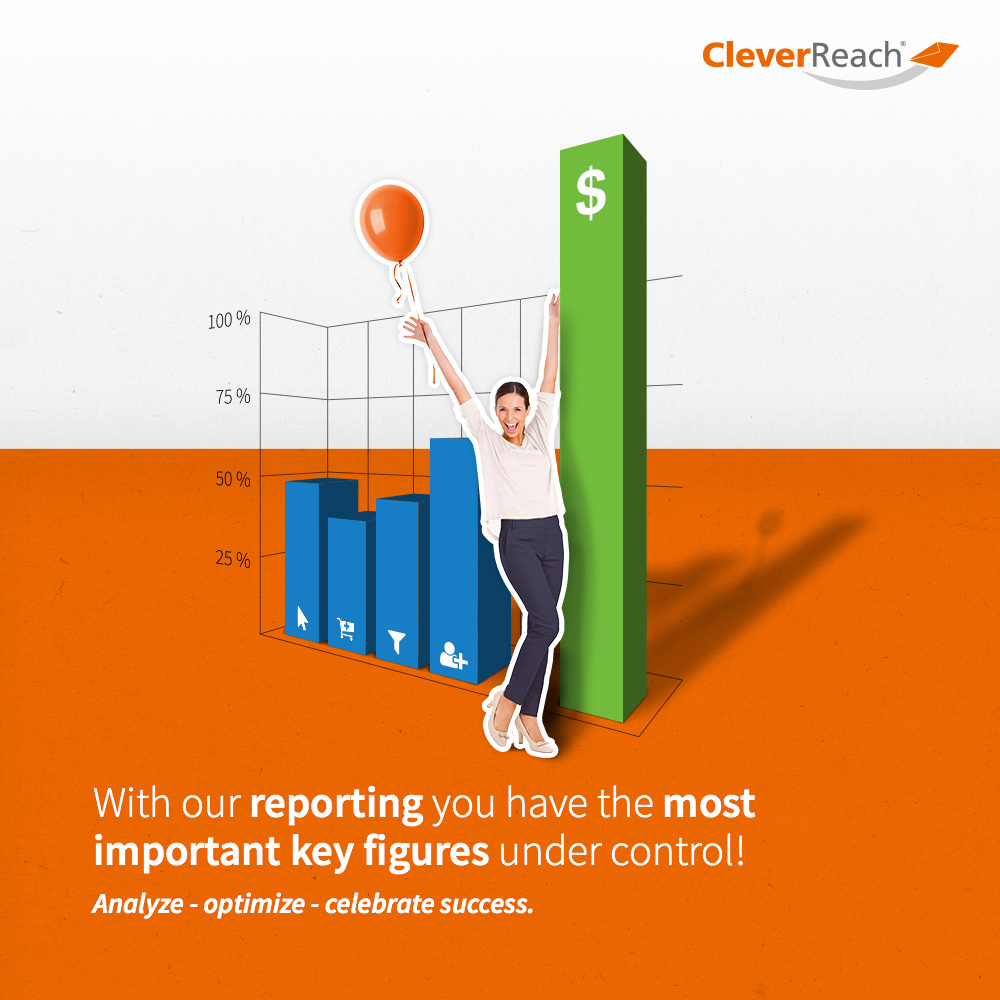 CleverReach®
$
100 %
75 %
50 %
25 %
With our reporting you have the most
important key figures under control!
Analyze - optimize - celebrate success.